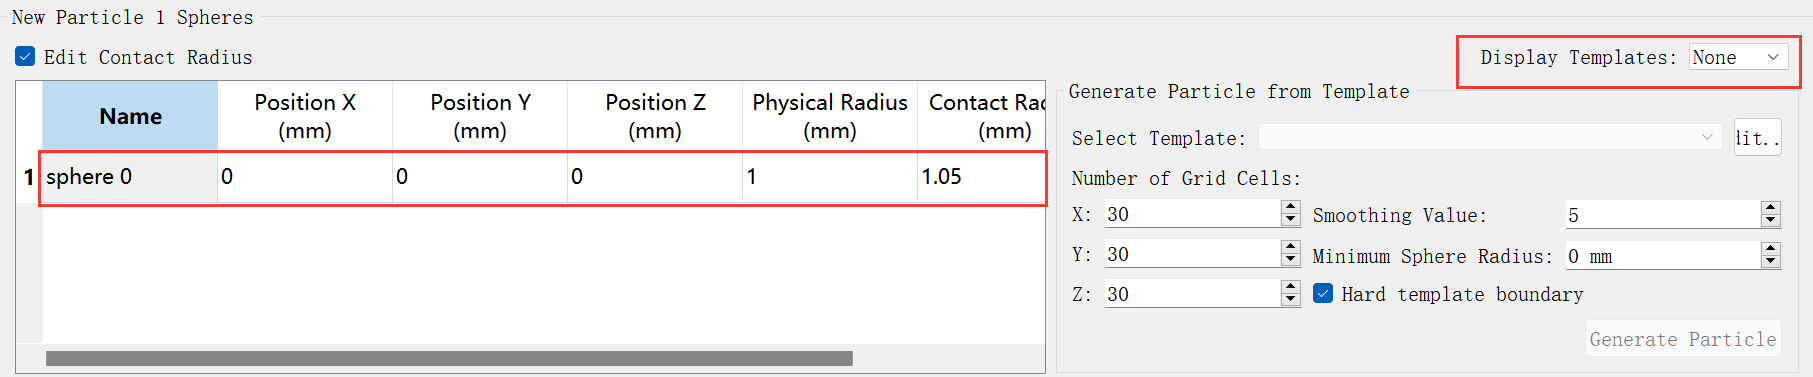 New Particle 1 Spheres
Edit Contact Radius
Display Templates: None
Name Position X (mm) Position Y (mm) Position Z (mm) Physical Radius (mm) Contact Rad (mm)
1 sphere 0 0 0 0 1 1.05
Generate Particle from Template
Select Template: lit..
Number of Grid Cells:
X: 30 Smoothing Value: 5
Y: 30 Minimum Sphere Radius: 0 mm
Z: 30 Hard template boundary
Generate Particle